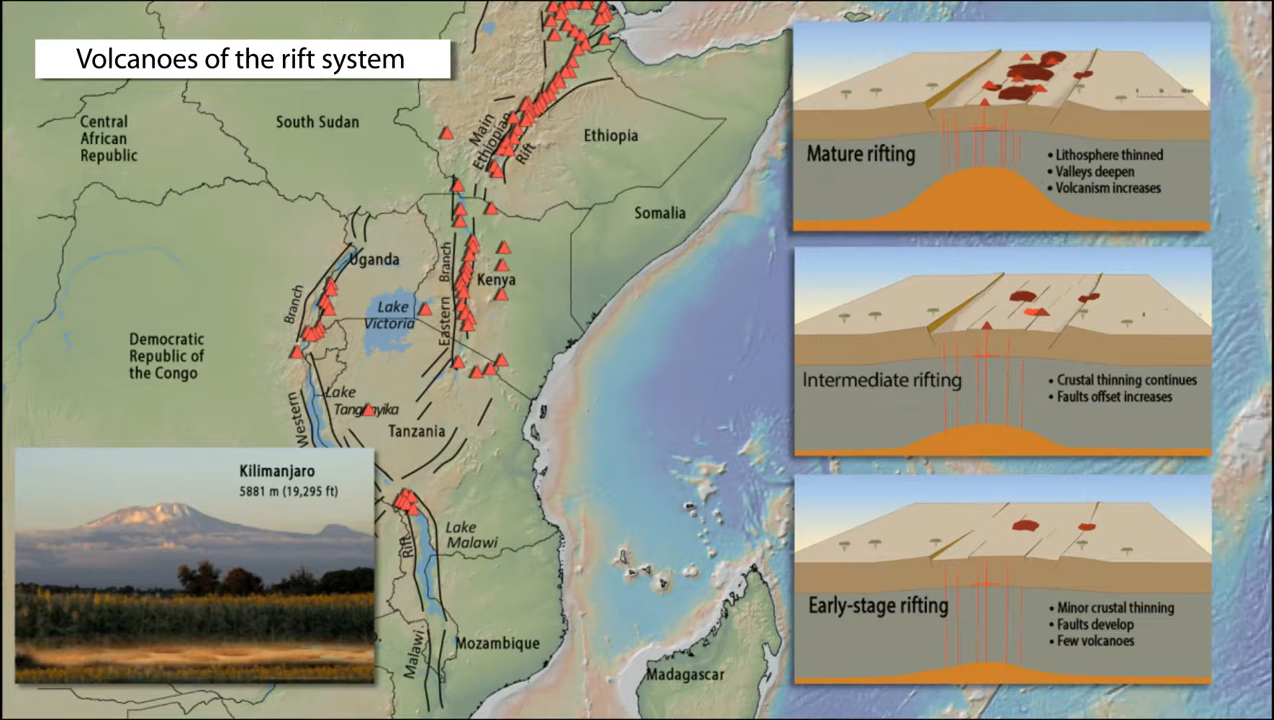 Volcanoes of the rift system
Central
African
Republic
South Sudan
Main
Ethiopian
Rift
Ethiopia
Somalia
Uganda
Branch
Lake
Victoria
Eastern Branch
Kenya
Democratic
Republic of
the Congo
Western
Lake
Tanganyika
Tanzania
Kilimanjaro
5881 m (19,295 ft)
Lake
Malawi
Malawi Rift
Mozambique
Madagascar
Mature rifting
• Lithosphere thinned
• Valleys deepen
• Volcanism increases
Intermediate rifting
• Crustal thinning continues
• Faults offset increases
Early-stage rifting
• Minor crustal thinning
• Faults develop
• Few volcanoes